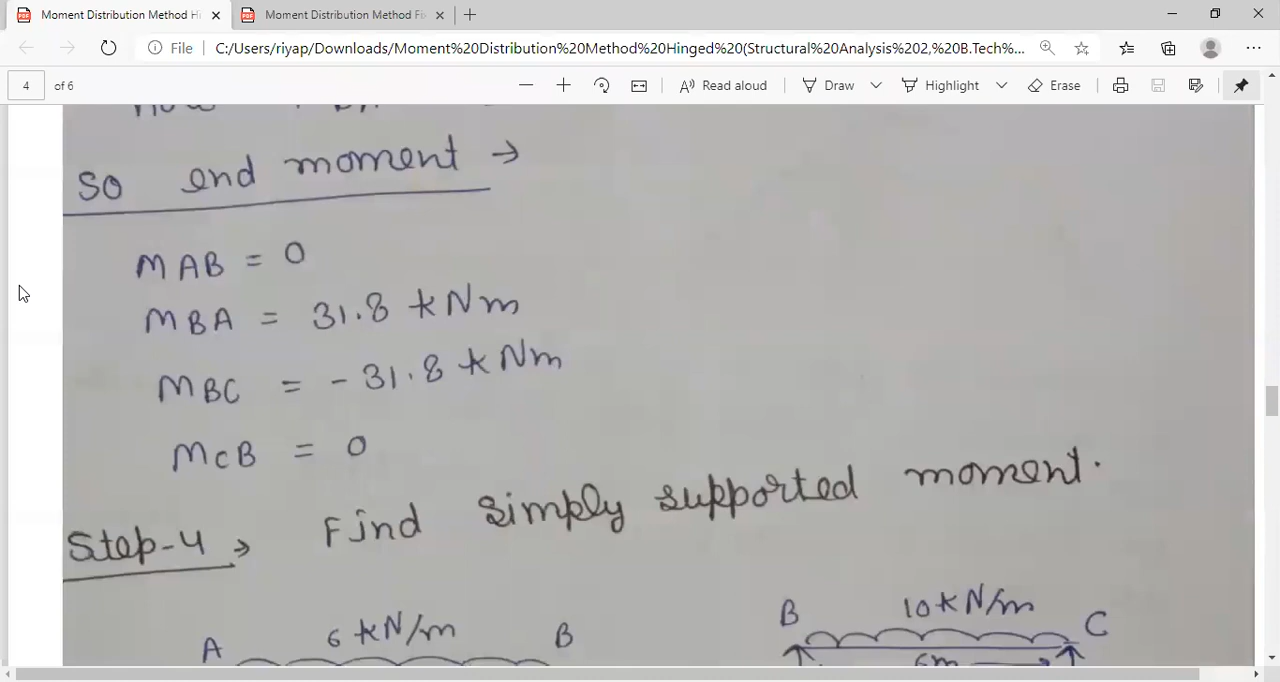 Moment Distribution Method Hi
Moment Distribution Method Fi
File
C:/Users/riyap/Downloads/Moment%20Distribution%20Method%20Hinged%20(Structural%20Analysis%202,%20B.Tech%...
4 of 6
Read aloud
Draw
Highlight
Erase
So end moment →
MAB = 0
MBA = 31.8 kNm
MBC = - 31.8 kNm
MCB = 0
Step-4 → Find simply supported moment.
A 6 kN/m B
B 10 kN/m C
6m